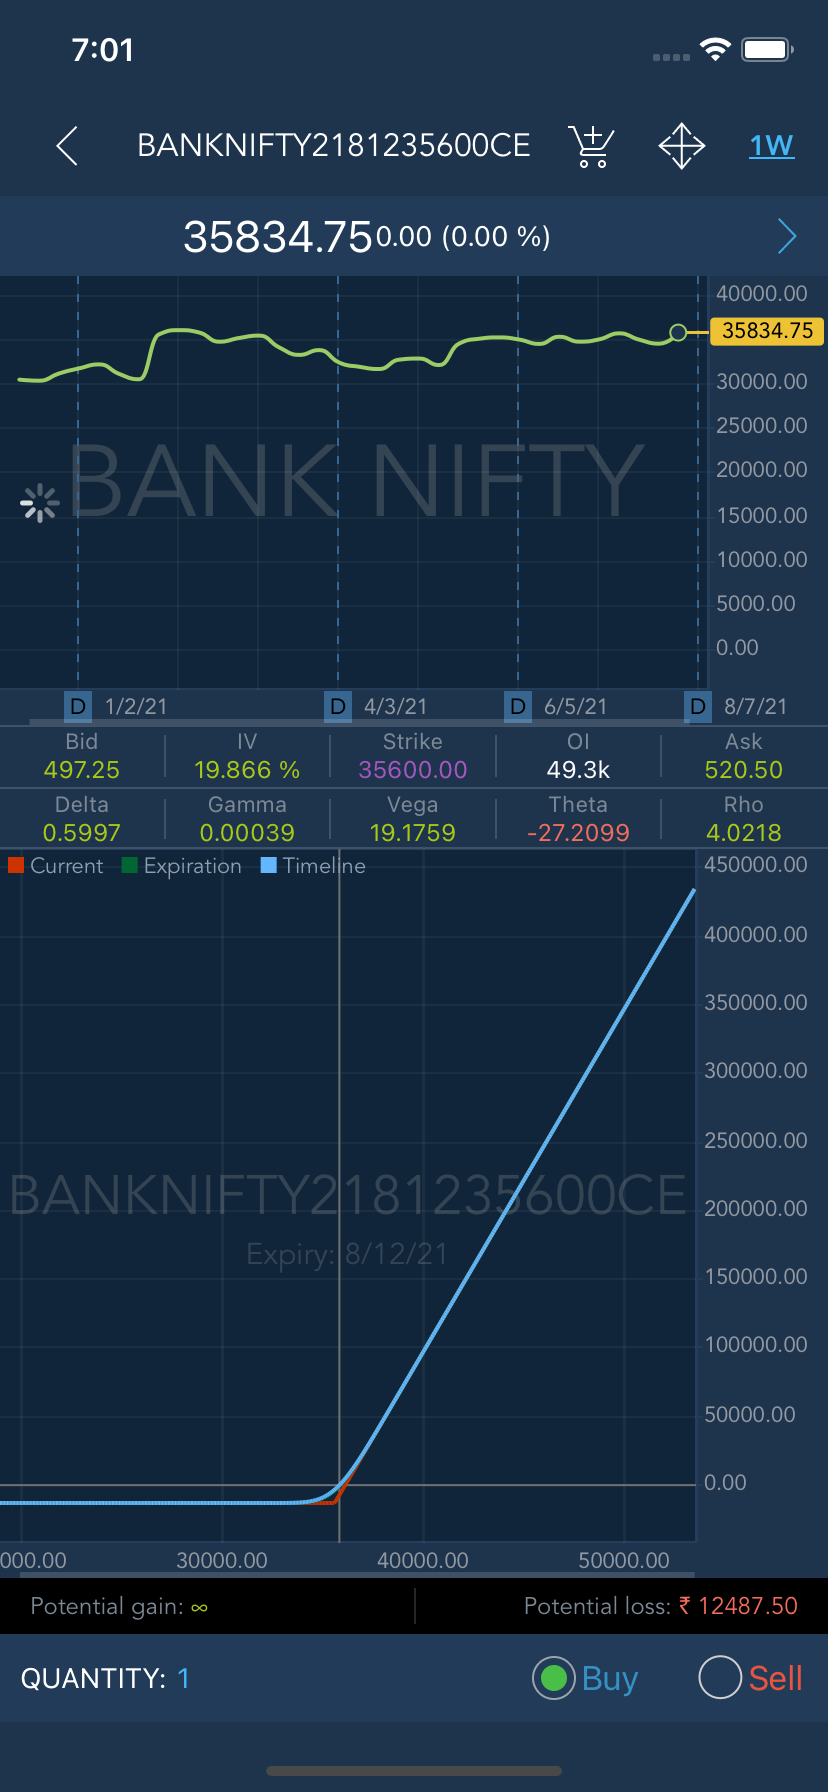 7:01
BANKNIFTY2181235600CE 1W
35834.75 0.00 (0.00 %)
40000.00
35834.75
30000.00
25000.00
20000.00
15000.00
10000.00
5000.00
0.00
BANK NIFTY
D 1/2/21 D 4/3/21 D 6/5/21 D 8/7/21
Bid IV Strike OI Ask
497.25 19.866 % 35600.00 49.3k 520.50
Delta Gamma Vega Theta Rho
0.5997 0.00039 19.1759 -27.2099 4.0218
Current Expiration Timeline
450000.00
400000.00
350000.00
300000.00
250000.00
200000.00
150000.00
100000.00
50000.00
0.00
BANKNIFTY2181235600CE
Expiry: 8/12/21
000.00 30000.00 40000.00 50000.00
Potential gain: ∞ Potential loss: ₹ 12487.50
QUANTITY: 1 Buy Sell